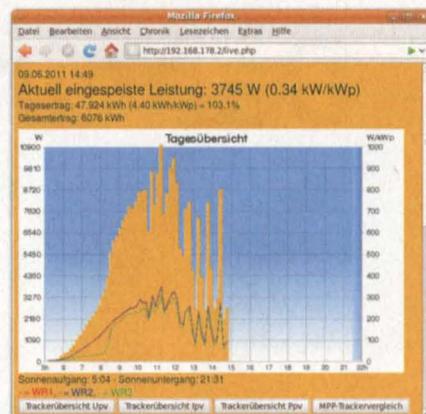 Mozilla Firefox
Datei Bearbeiten Ansicht Chronik Lesezeichen Extras Hilfe
http://192.168.178.2/live.php
09.06.2011 14:49
Aktuell eingespeiste Leistung: 3745 W (0.34 kW/kWp)
Tagesertrag: 47.924 kWh (4.40 kWh/kWp) = 103.1%
Gesamtertrag: 6076 kWh
W Tagesübersicht W/kWp
10900 1000
9810 900
8720 800
7630 700
6540 600
5450 500
4360 400
3270 300
2180 200
1090 100
0 0
5h 6 7 8 9 10 11 12 13 14 15 16 17 18 19 20 21 22h
Sonnenaufgang: 5:04 - Sonnenuntergang: 21:31
-= WR1, -= WR2, -= WR3
Trackerübersicht Upv Trackerübersicht Ipv Trackerübersicht Ppv MPP-Trackervergleich